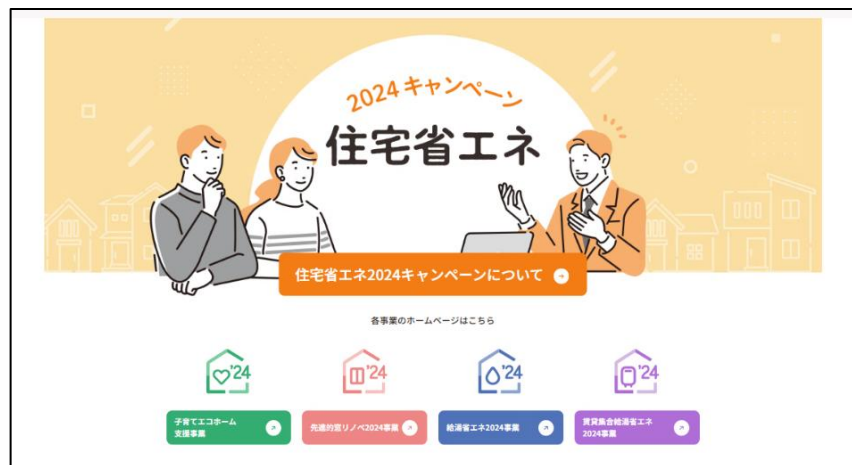 2024キャンペーン
住宅省エネ
住宅省エネ2024キャンペーンについて
各事業のホームページはこちら
'24
'24
'24
'24
子育てエコホーム
支援事業
先進的窓リノベ2024事業
給湯省エネ2024事業
賃貸集合給湯省エネ
2024事業